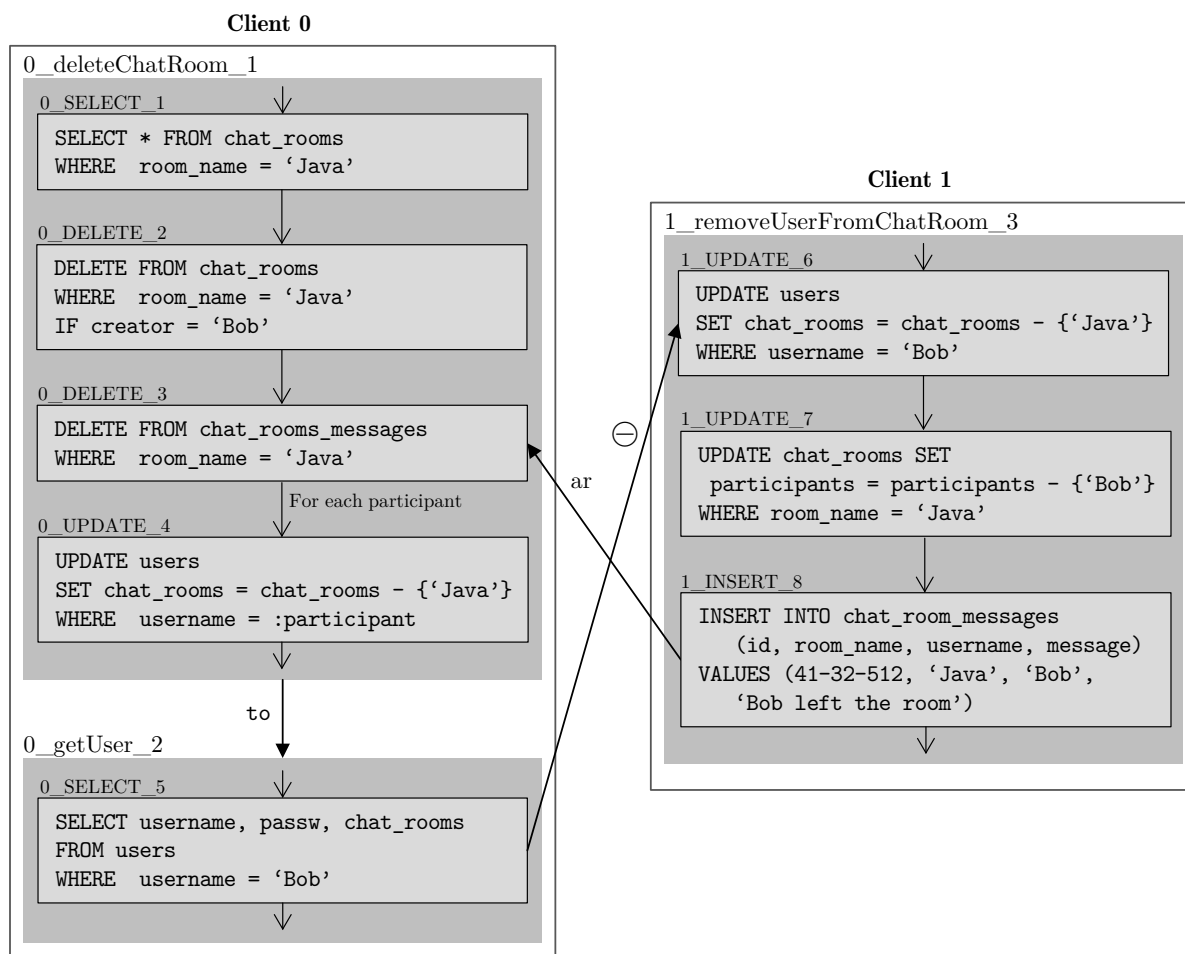 Client 0
0_deleteChatRoom_1
0_SELECT_1
SELECT * FROM chat_rooms
WHERE  room_name = ‘Java’
0_DELETE_2
DELETE FROM chat_rooms
WHERE  room_name = ‘Java’
IF creator = ‘Bob’
0_DELETE_3
DELETE FROM chat_rooms_messages
WHERE  room_name = ‘Java’
For each participant
0_UPDATE_4
UPDATE users
SET chat_rooms = chat_rooms - {‘Java’}
WHERE  username = :participant
to
0_getUser_2
0_SELECT_5
SELECT username, passw, chat_rooms
FROM users
WHERE  username = ‘Bob’
⊖
ar
Client 1
1_removeUserFromChatRoom_3
1_UPDATE_6
UPDATE users
SET chat_rooms = chat_rooms - {‘Java’}
WHERE username = ‘Bob’
1_UPDATE_7
UPDATE chat_rooms SET
participants = participants - {‘Bob’}
WHERE room_name = ‘Java’
1_INSERT_8
INSERT INTO chat_room_messages
(id, room_name, username, message)
VALUES (41-32-512, ‘Java’, ‘Bob’,
‘Bob left the room’)